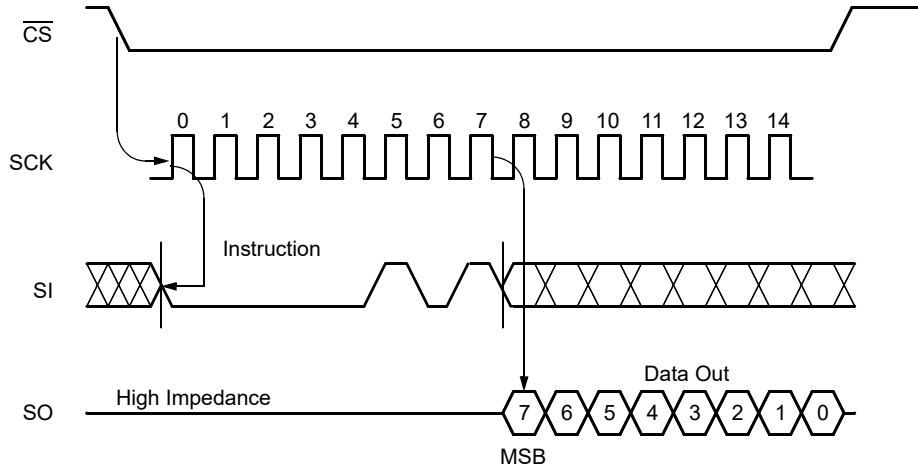 C̅S̅
0 1 2 3 4 5 6 7 8 9 10 11 12 13 14
SCK
Instruction
SI
Data Out
High Impedance
SO
7 6 5 4 3 2 1 0
MSB